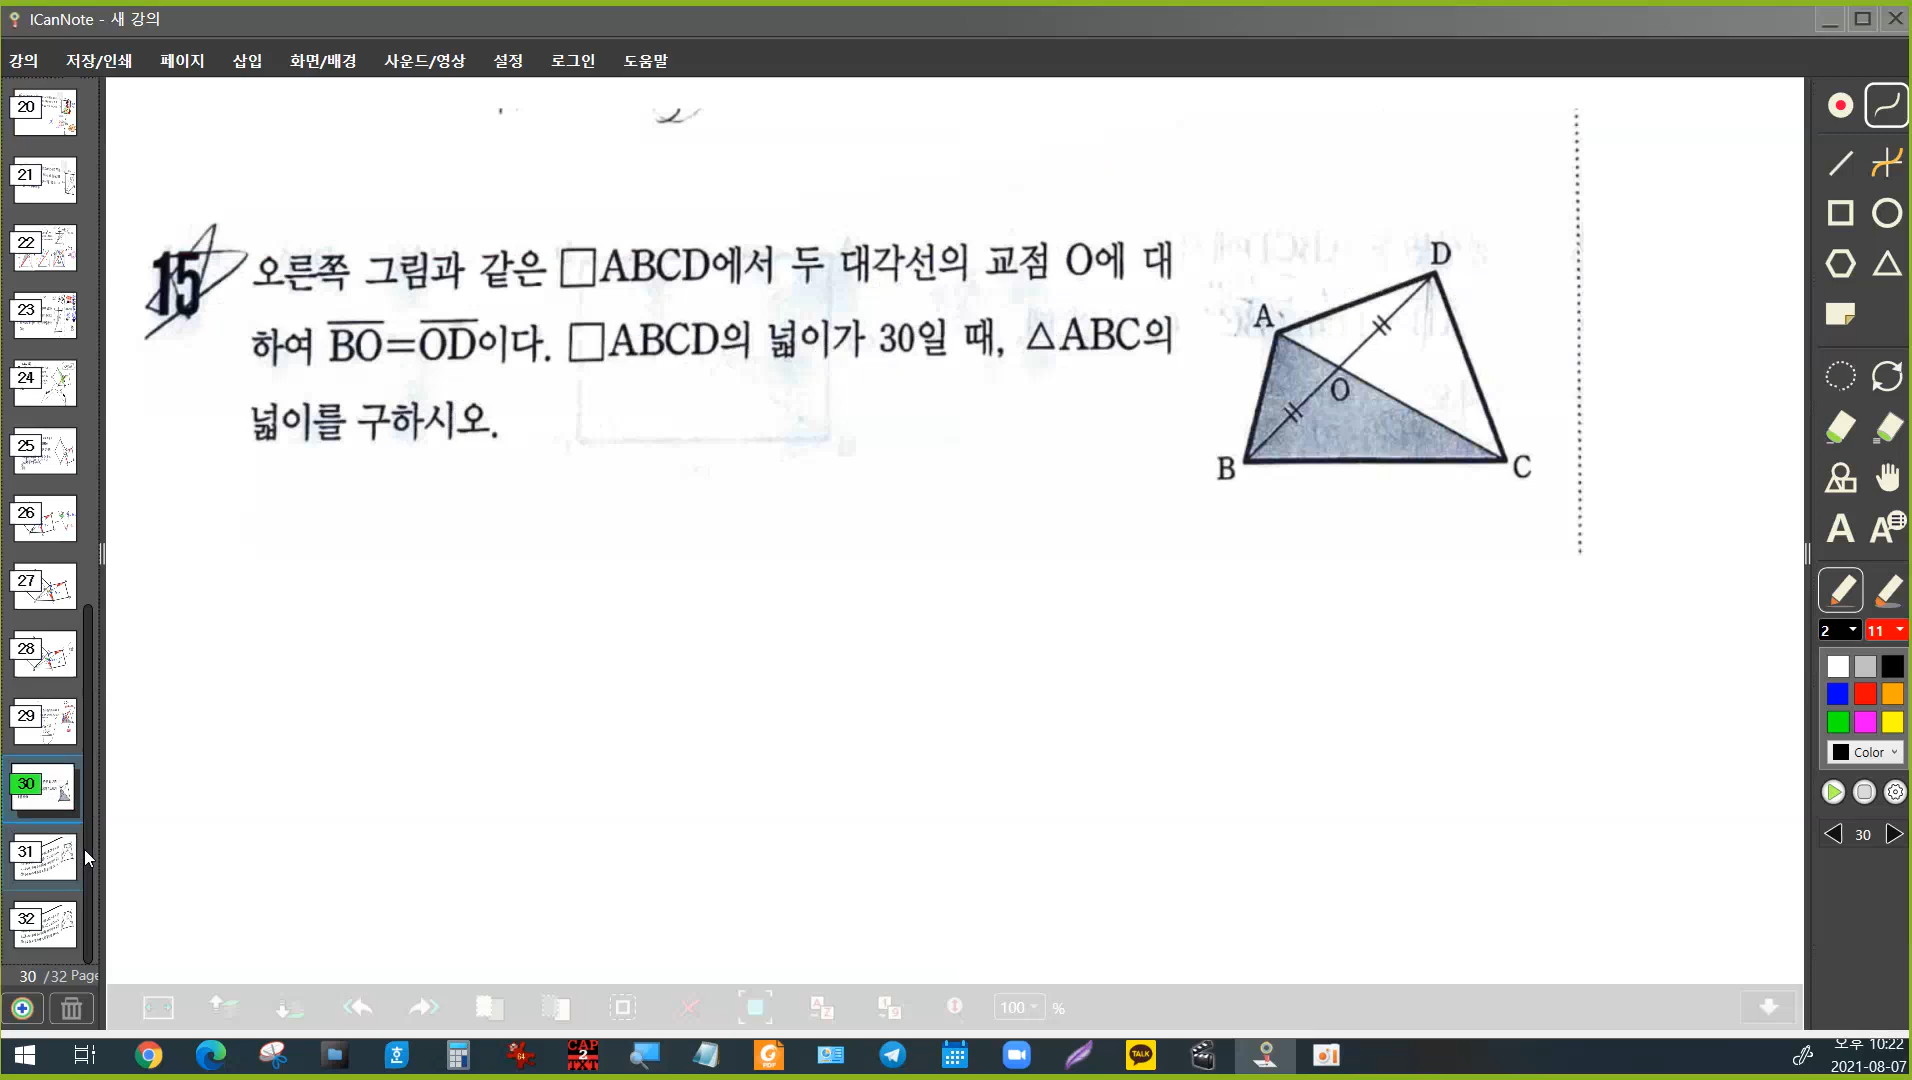 ICanNote - 새 강의
강의 저장/인쇄 페이지 삽입 화면/배경 사운드/영상 설정 로그인 도움말
20
21
22
23
24
25
26
27
28
29
30
31
32
30 /32 Page
15 오른쪽 그림과 같은 □ABCD에서 두 대각선의 교점 O에 대
하여 BO=OD이다. □ABCD의 넓이가 30일 때, △ABC의
넓이를 구하시오.
D
A
O
B
C
2
11
Color
30
100 %
64
CAP
2
TXT
PDF
TALK
오후 10:22
2021-08-07